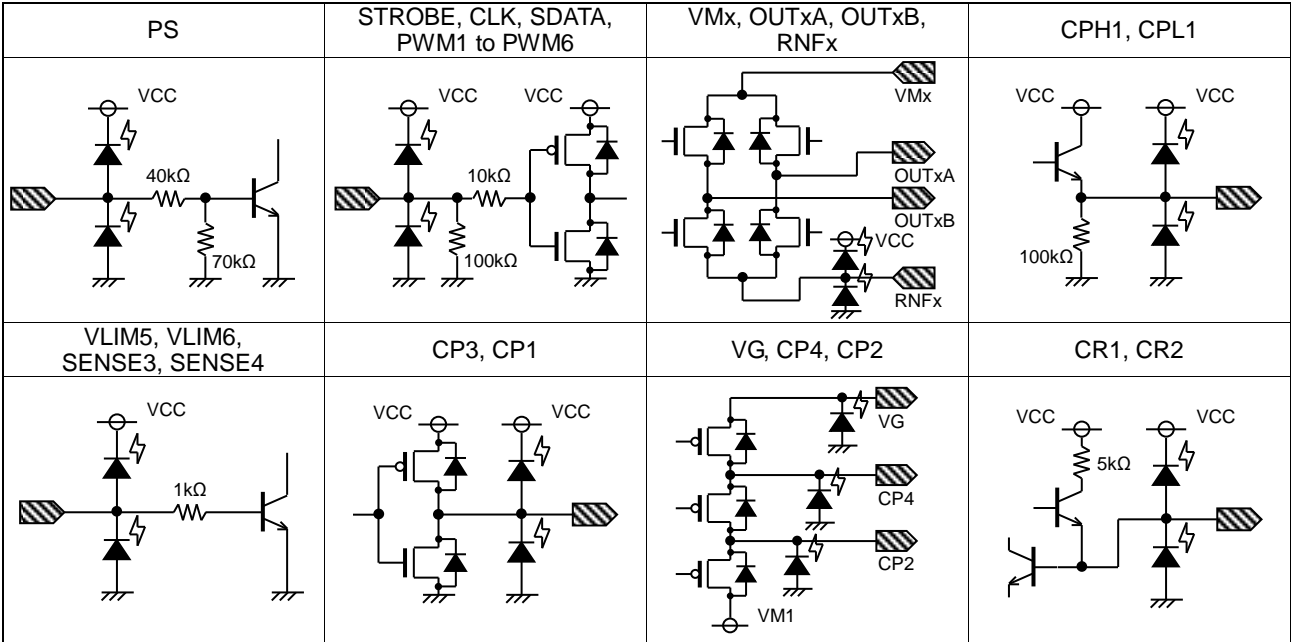 PS
STROBE, CLK, SDATA,
PWM1 to PWM6
VMx, OUTxA, OUTxB,
RNFx
CPH1, CPL1
VCC
40kΩ
70kΩ
VCC
VCC
10kΩ
100kΩ
VMx
OUTxA
OUTxB
VCC
RNFx
VCC
VCC
100kΩ
VLIM5, VLIM6,
SENSE3, SENSE4
CP3, CP1
VG, CP4, CP2
CR1, CR2
VCC
1kΩ
VCC
VCC
VG
CP4
CP2
VM1
VCC
VCC
5kΩ